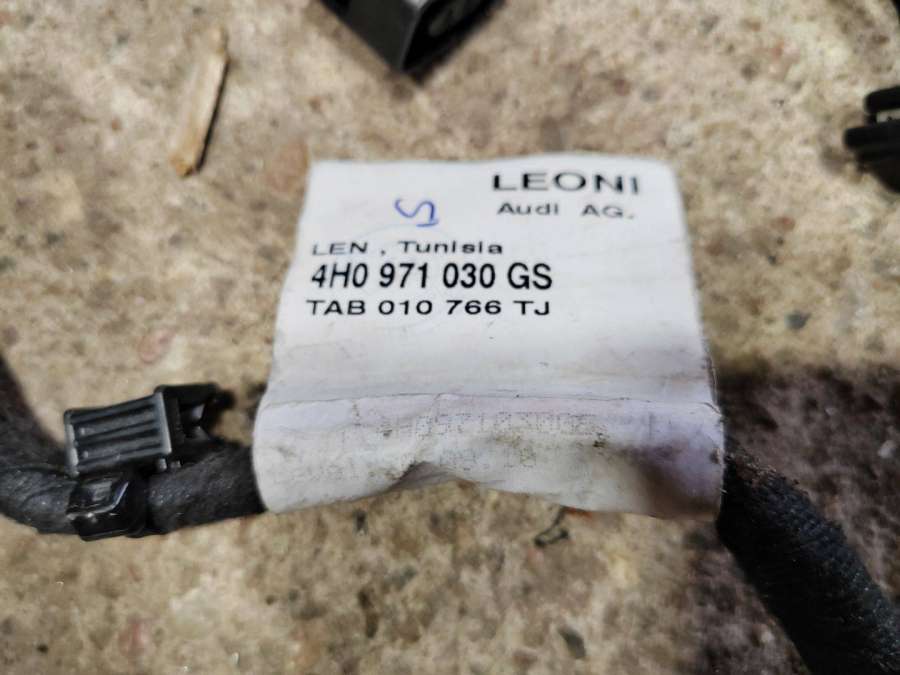 LEONI
Audi AG.
LEN , Tunisia
4H0 971 030 GS
TAB 010 766 TJ